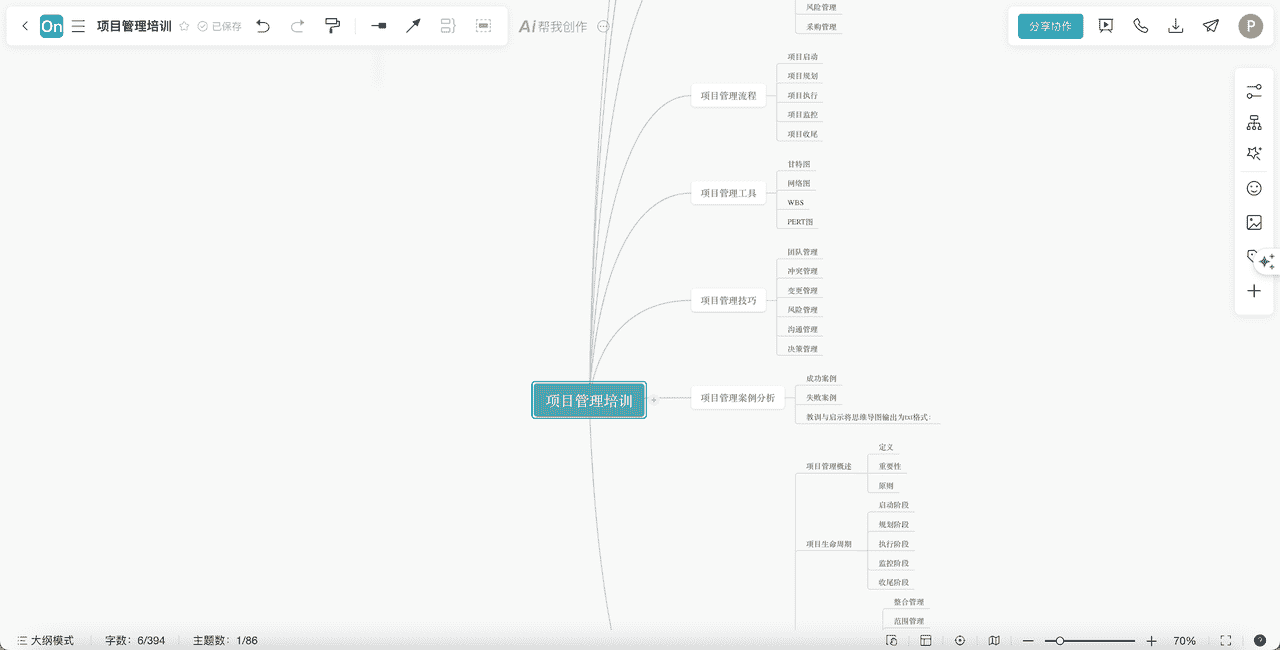 On 项目管理培训 已保存 Ai帮我创作 分享协作 P
风险管理
采购管理
项目管理流程
项目启动
项目规划
项目执行
项目监控
项目收尾
项目管理工具
甘特图
网络图
WBS
PERT图
项目管理技巧
团队管理
冲突管理
变更管理
风险管理
沟通管理
决策管理
项目管理培训
项目管理案例分析
成功案例
失败案例
教训与启示将思维导图输出为txt格式:
项目管理概述
定义
重要性
原则
项目生命周期
启动阶段
规划阶段
执行阶段
监控阶段
收尾阶段
整合管理
范围管理
大纲模式 字数：6/394 主题数：1/86 70%